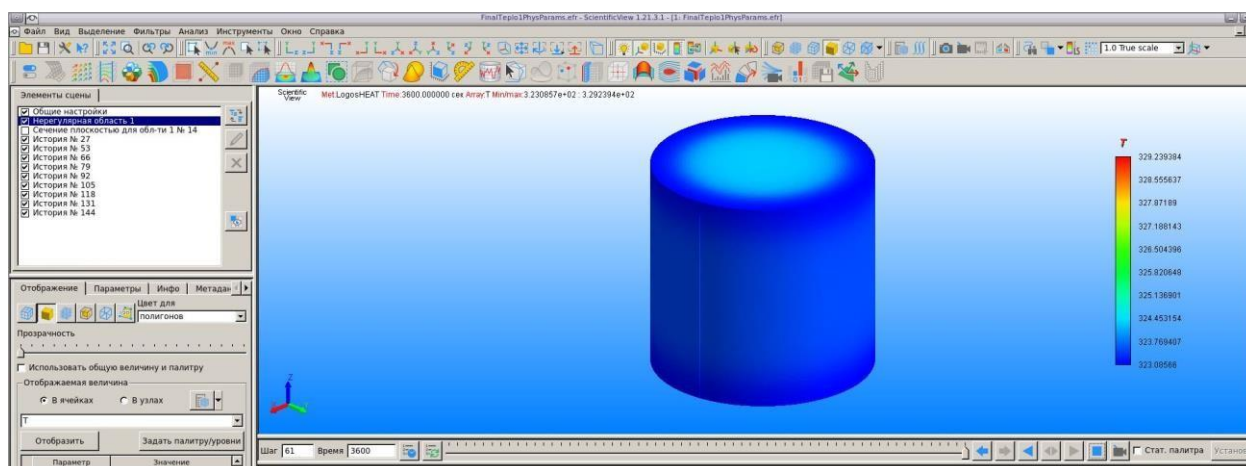 FinalTeplo1PhysParams.efr - ScientificView 1.21.3.1 - [1- FinalTeplo1PhysParams.efr]
Файл Вид Выделение Фильтры Анализ Инструменты Окно Справка
1.0 True scale
Элементы сцены
Общие настройки
Нерегулярная область 1
Сечение плоскостью для обл-ти 1 № 14
История № 27
История № 53
История № 66
История № 79
История № 92
История № 105
История № 118
История № 131
История № 144
Scientific View
Met:LogosHEAT Time:3600.000000 сек Array:T Min/max:3.230857e+02 : 3.292394e+02
T
329.239384
328.555637
327.87189
327.188143
326.504396
325.820649
325.136901
324.453154
323.769407
323.08566
Z
Отображение Параметры Инфо Метадан
Цвет для
полигонов
Прозрачность
Использовать общую величину и палитру
Отображаемая величина
В ячейках В узлах
T
Отобразить Задать палитру/уровни
Параметр Значение
Шаг 61 Время 3600 Стат. палитра Установ